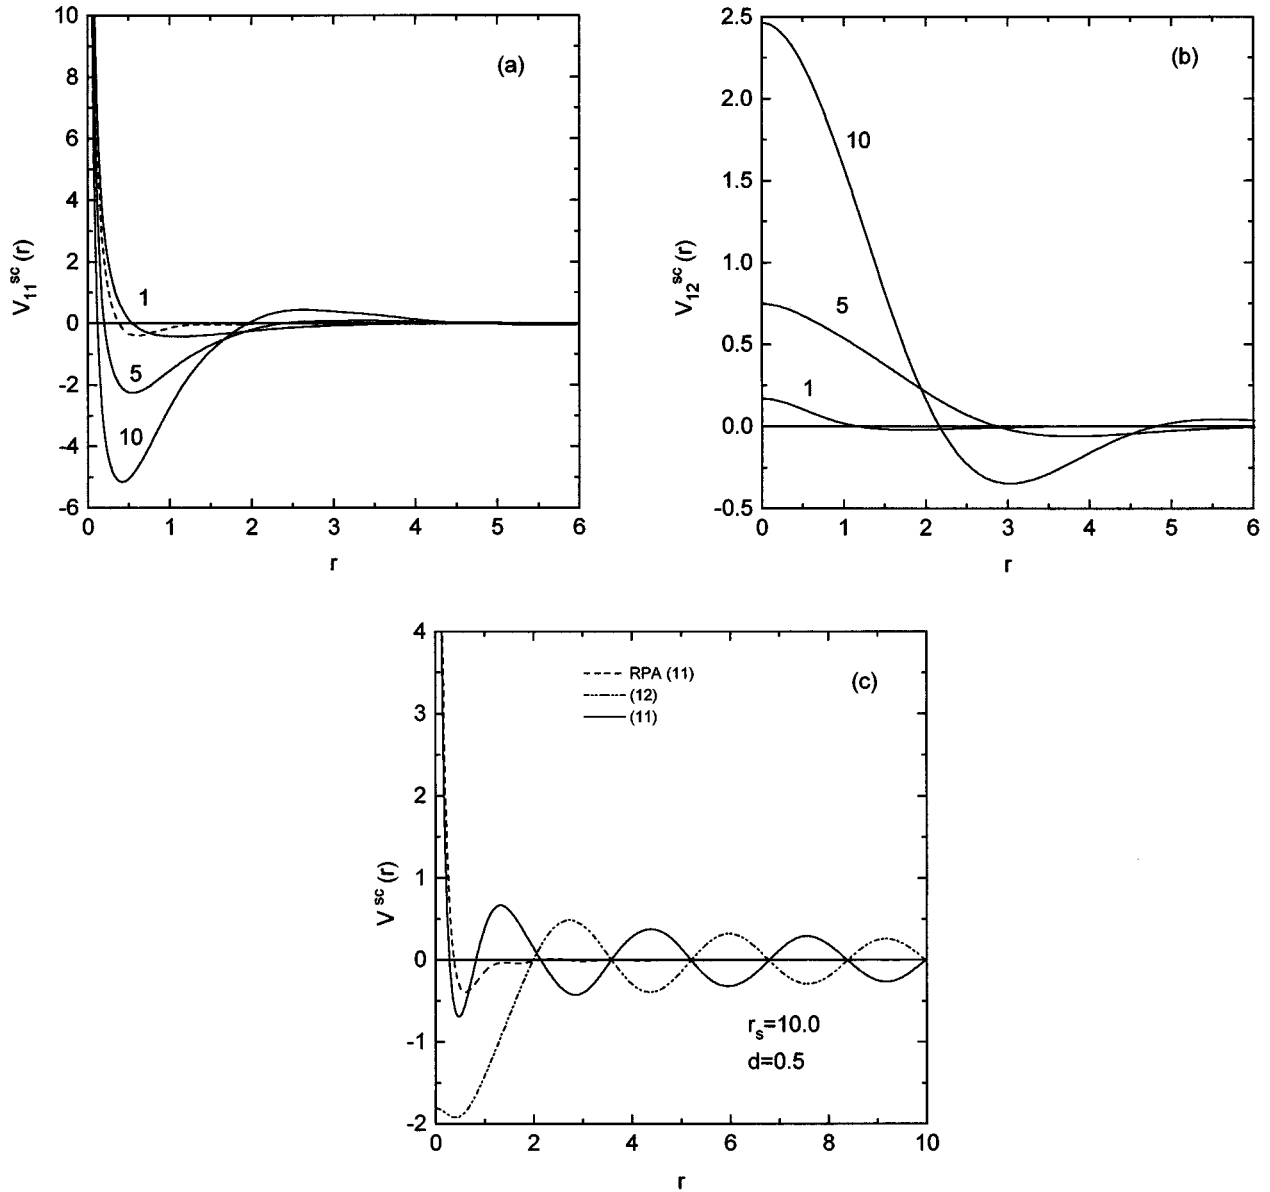 10
8
6
4
2
0
-2
-4
-6
0 1 2 3 4 5 6
V₁₁ˢᶜ(r)
r
(a)
1
5
10
2.5
2.0
1.5
1.0
0.5
0.0
-0.5
0 1 2 3 4 5 6
V₁₂ˢᶜ(r)
r
(b)
10
5
1
4
3
2
1
0
-1
-2
0 2 4 6 8 10
Vˢᶜ(r)
r
(c)
RPA (11)
(12)
(11)
rₛ=10.0
d=0.5